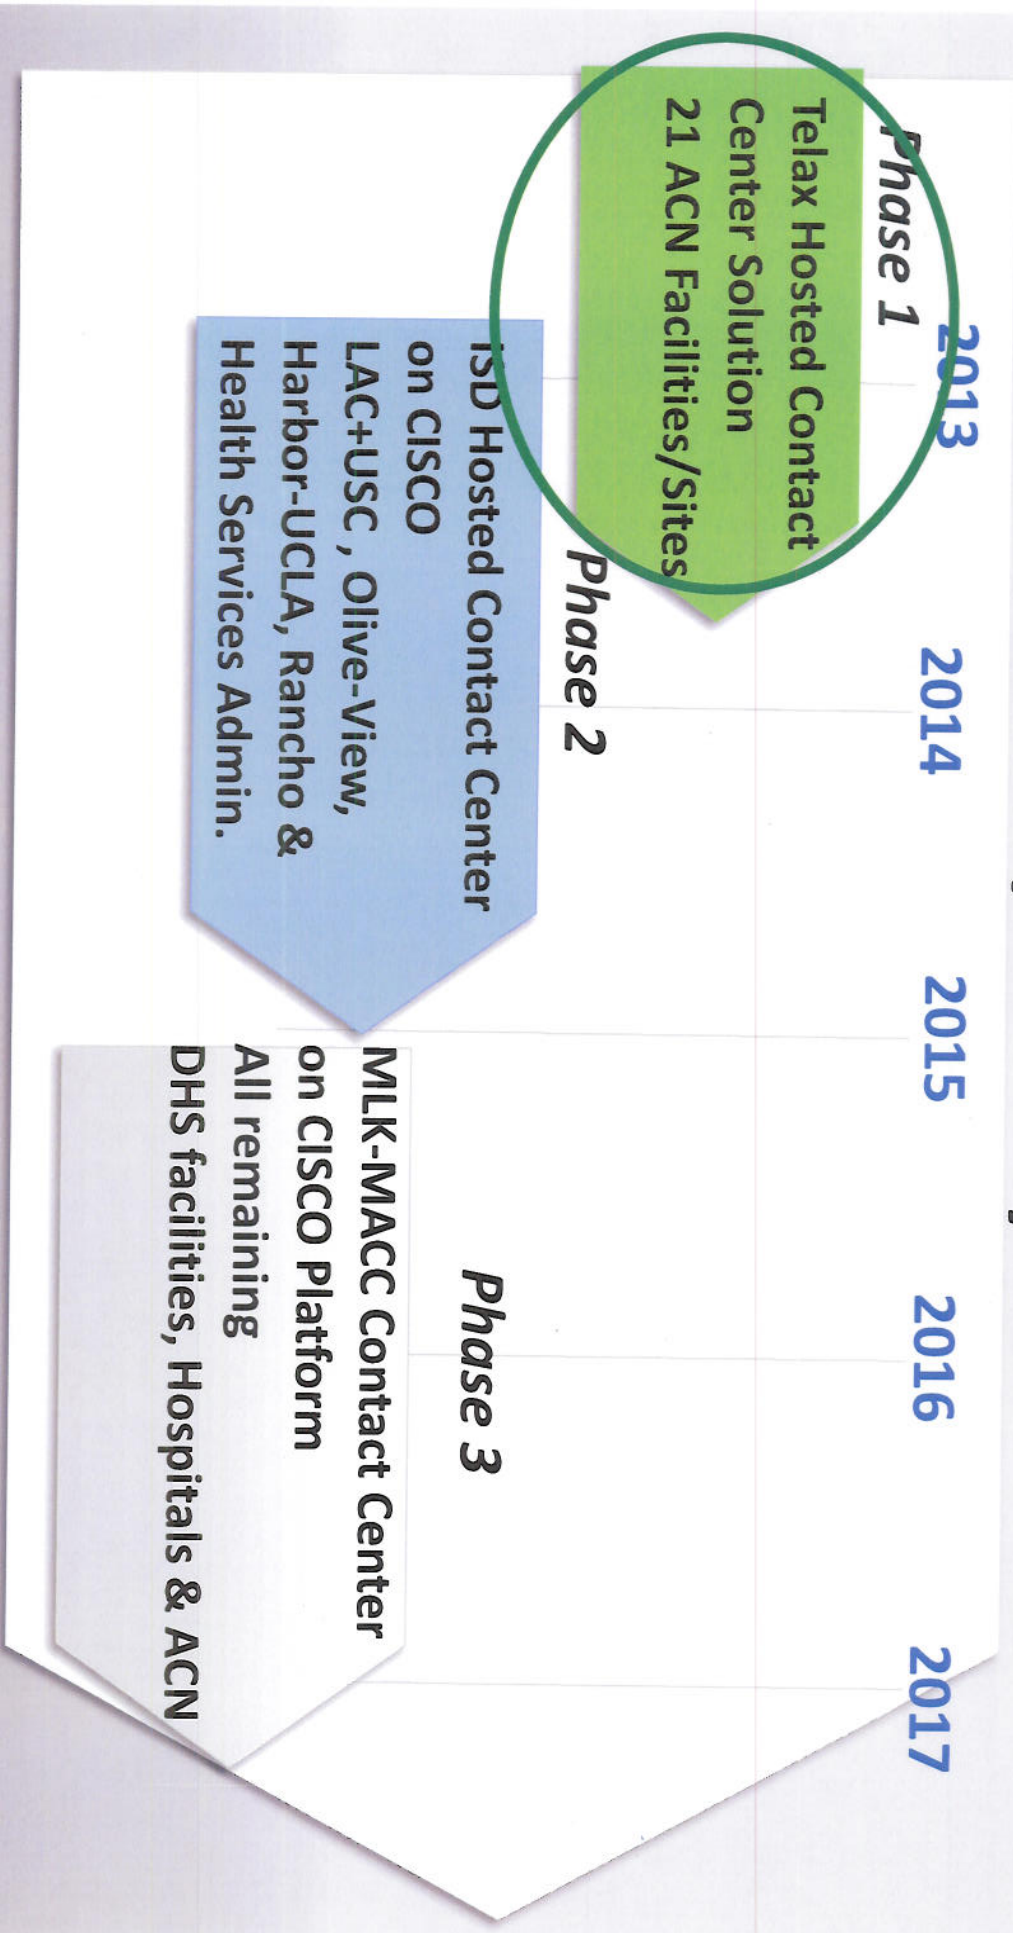 2013
2014
2015
2016
2017
Phase 1
Telax Hosted Contact
Center Solution
21 ACN Facilities/Sites
Phase 2
ISD Hosted Contact Center
on CISCO
LAC+USC , Olive-View,
Harbor-UCLA, Rancho &
Health Services Admin.
Phase 3
MLK-MACC Contact Center
on CISCO Platform
All remaining
DHS facilities, Hospitals & ACN